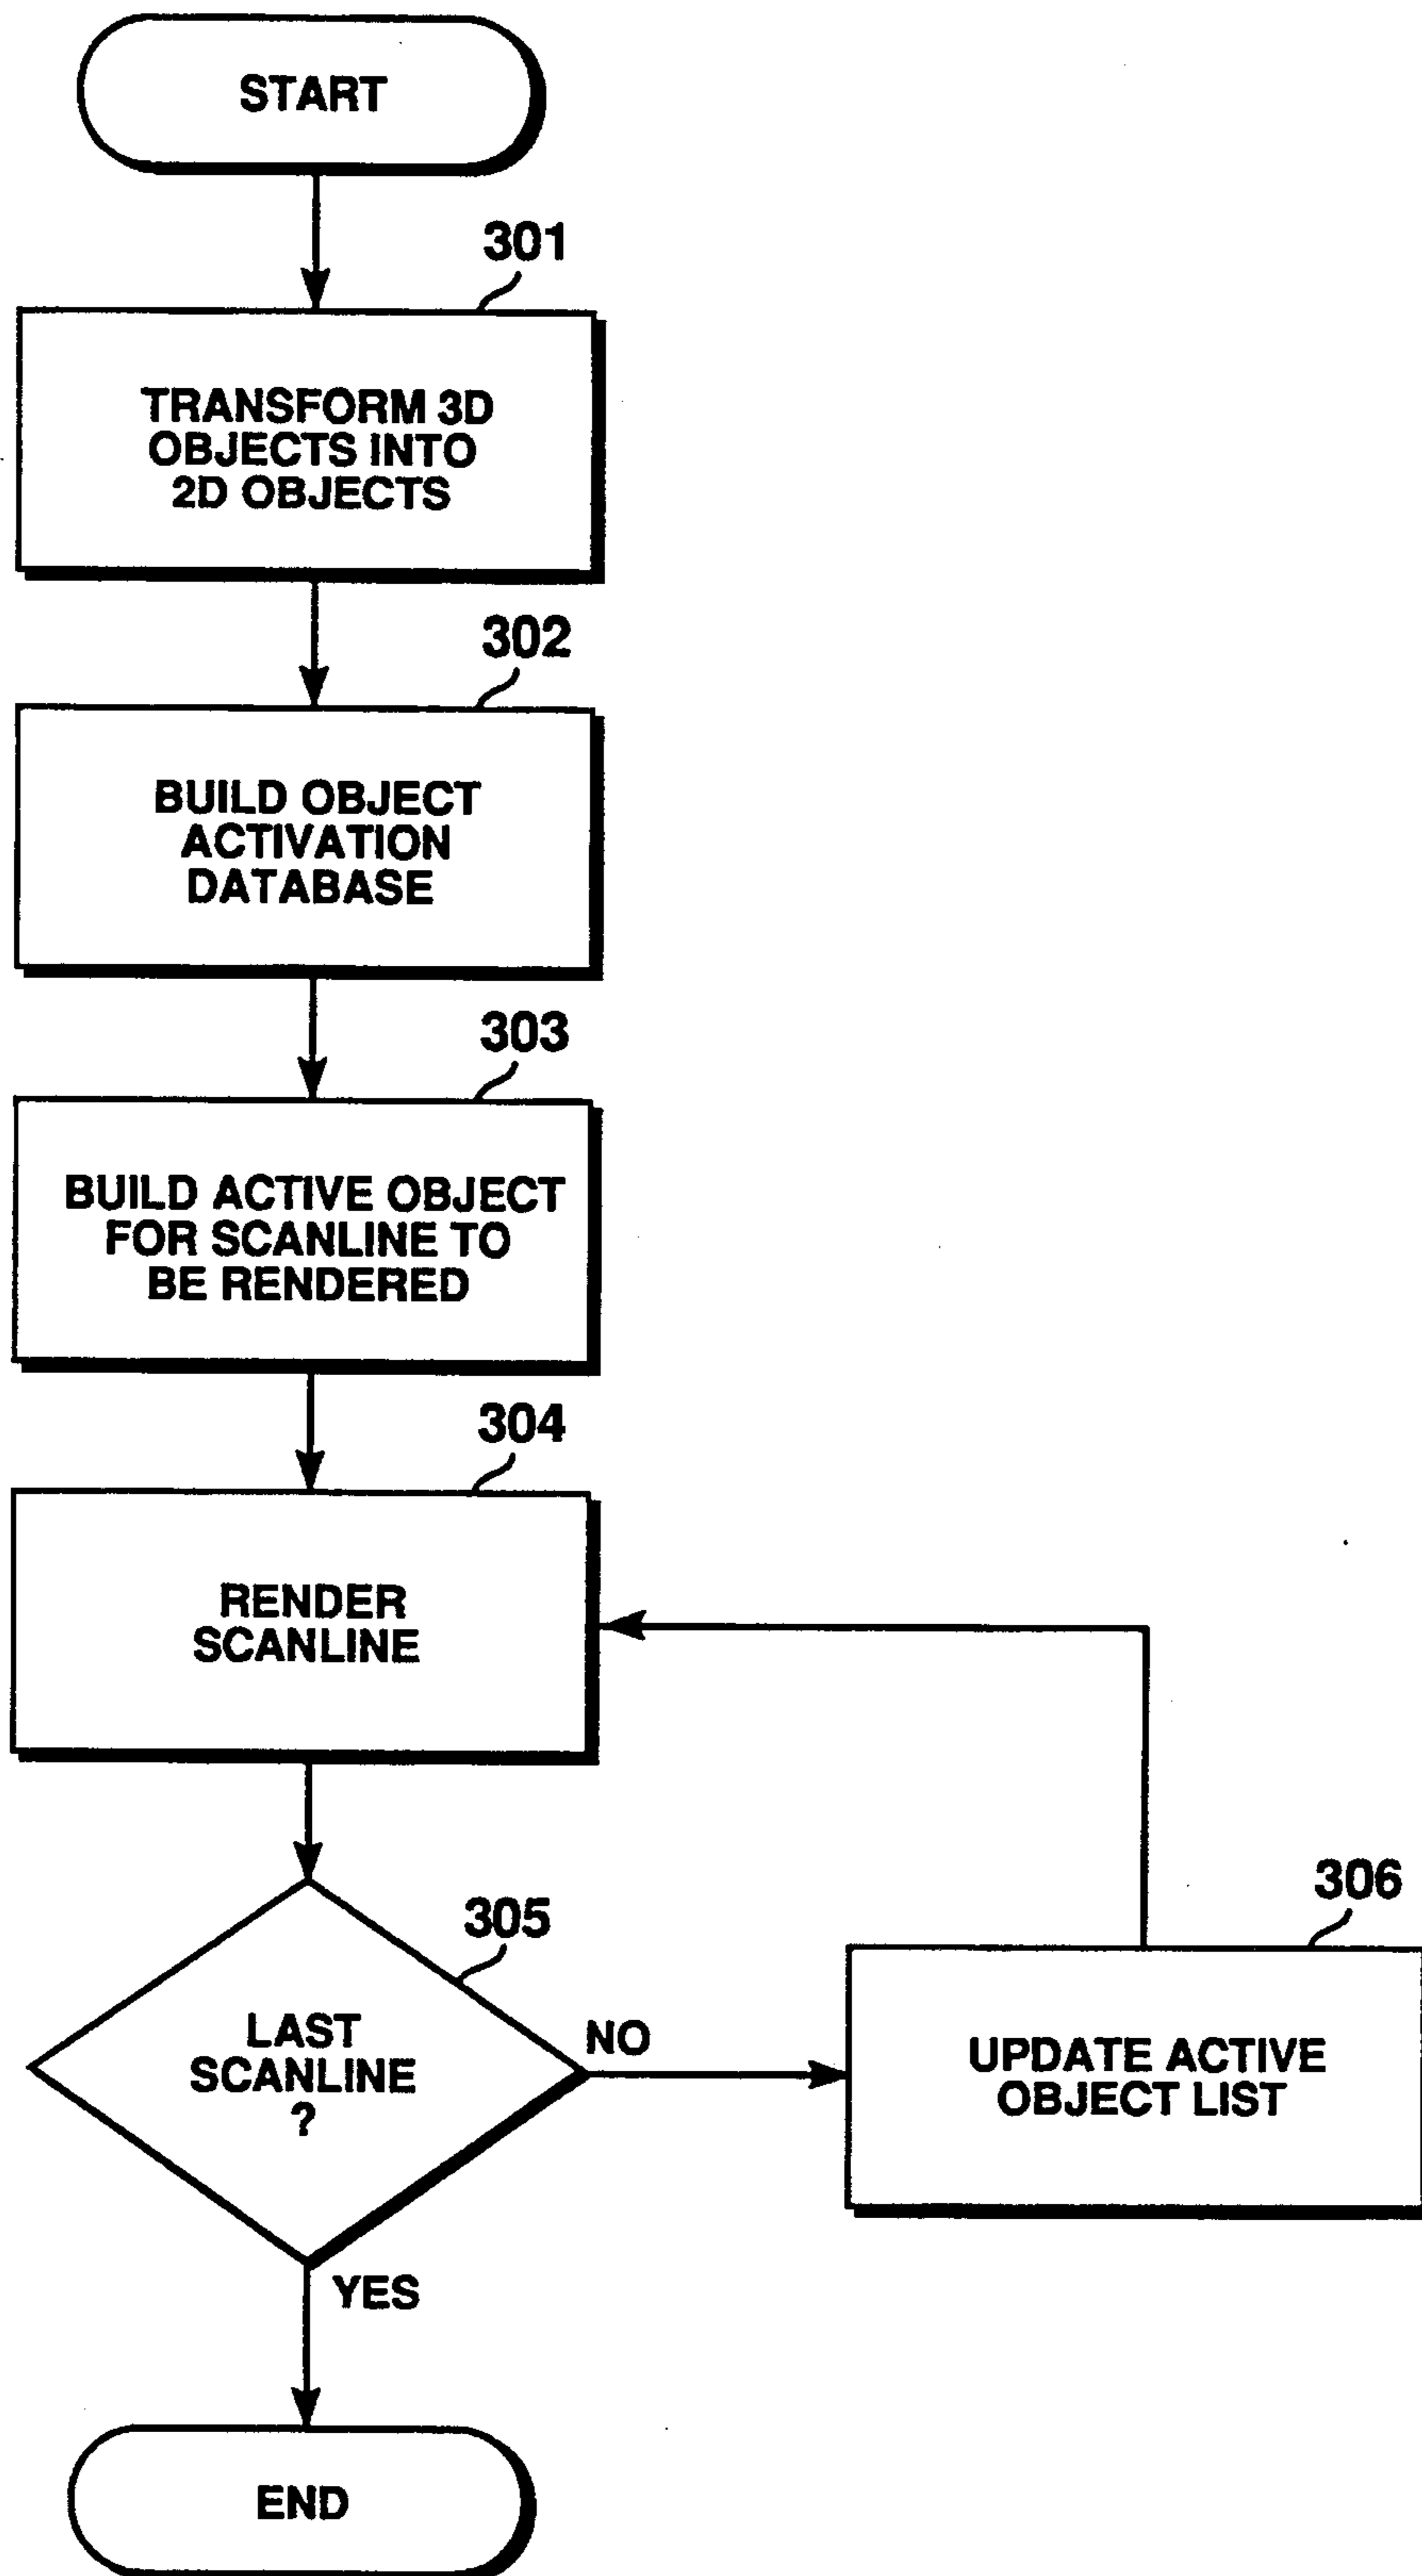 START
301
TRANSFORM 3D
OBJECTS INTO
2D OBJECTS
302
BUILD OBJECT
ACTIVATION
DATABASE
303
BUILD ACTIVE OBJECT
FOR SCANLINE TO
BE RENDERED
304
RENDER
SCANLINE
305
LAST
SCANLINE
?
NO
306
UPDATE ACTIVE
OBJECT LIST
YES
END